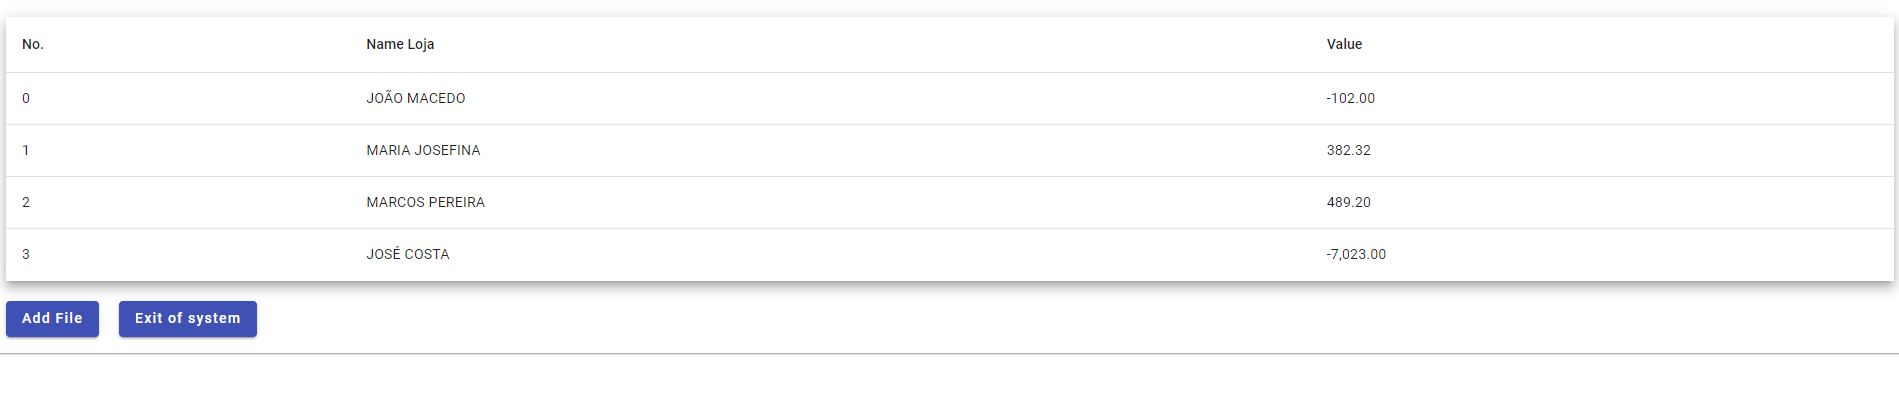 No. Name Loja Value
0 JOÃO MACEDO -102.00
1 MARIA JOSEFINA 382.32
2 MARCOS PEREIRA 489.20
3 JOSÉ COSTA -7,023.00
Add File Exit of system